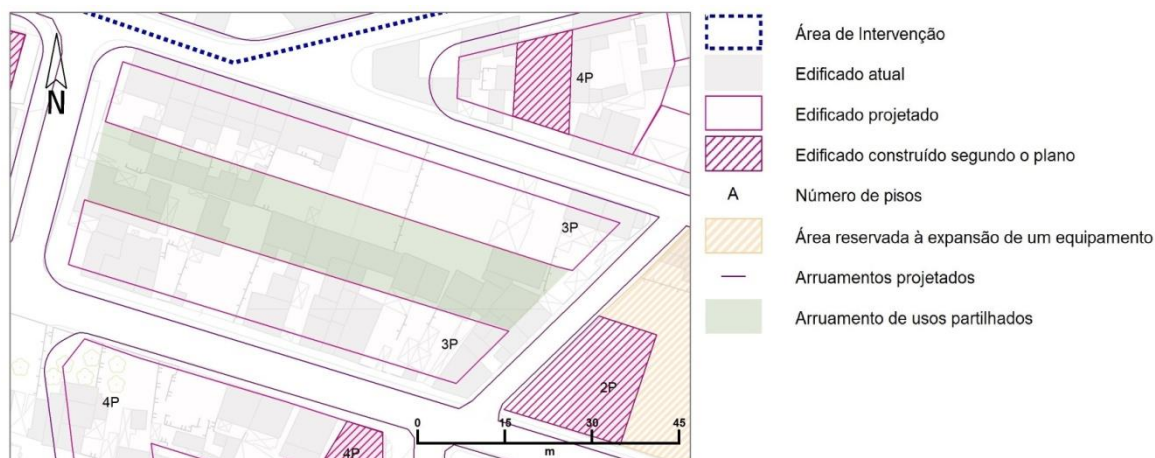 N
4P
3P
3P
2P
4P
4P
0 15 30 45
m
Área de Intervenção
Edificado atual
Edificado projetado
Edificado construído segundo o plano
A Número de pisos
Área reservada à expansão de um equipamento
Arruamentos projetados
Arruamento de usos partilhados